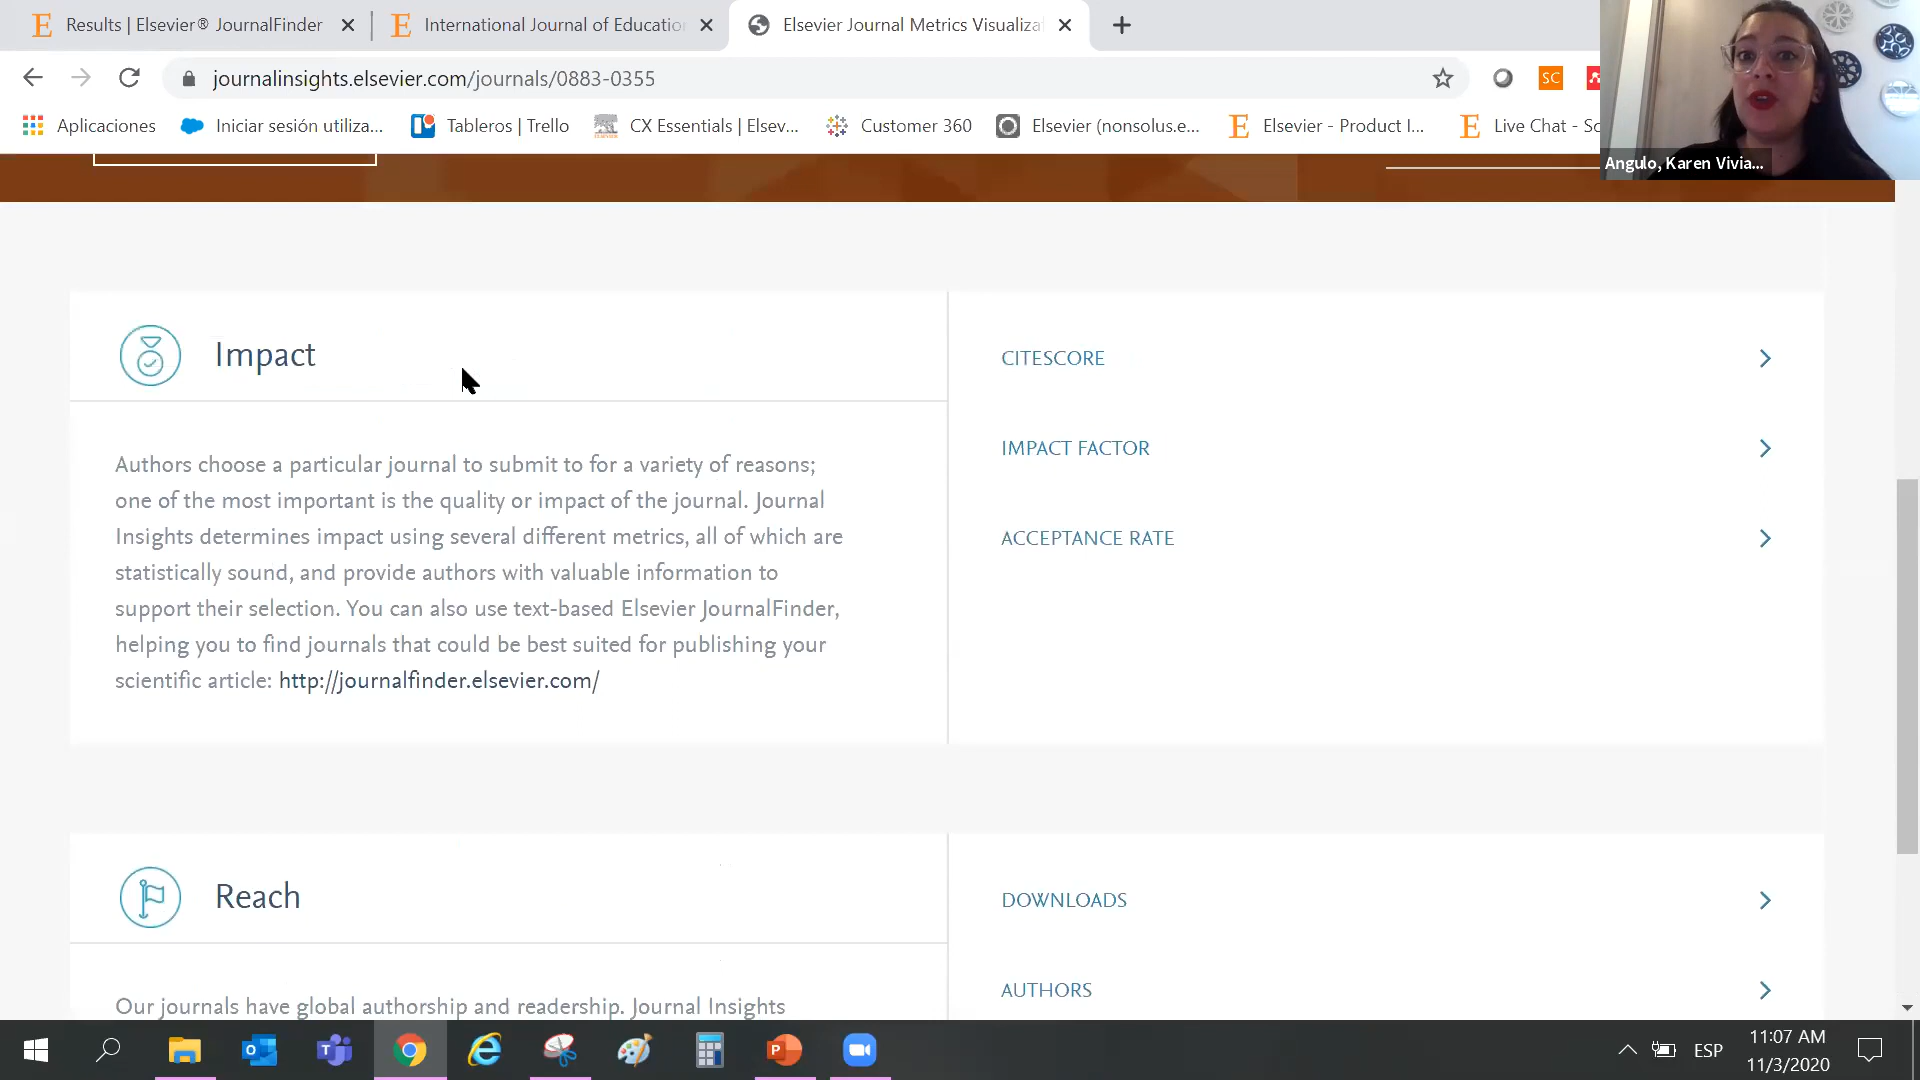 Results | Elsevier® JournalFinder
International Journal of Educatio
Elsevier Journal Metrics Visualiza
journalinsights.elsevier.com/journals/0883-0355
SC
Aplicaciones
Iniciar sesión utiliza...
Tableros | Trello
CX Essentials | Elsev...
Customer 360
Elsevier (nonsolus.e...
Elsevier - Product I...
Live Chat - Sc
Angulo, Karen Vivia...
Impact
Authors choose a particular journal to submit to for a variety of reasons;
one of the most important is the quality or impact of the journal. Journal
Insights determines impact using several different metrics, all of which are
statistically sound, and provide authors with valuable information to
support their selection. You can also use text-based Elsevier JournalFinder,
helping you to find journals that could be best suited for publishing your
scientific article: http://journalfinder.elsevier.com/
CITESCORE
IMPACT FACTOR
ACCEPTANCE RATE
Reach
Our journals have global authorship and readership. Journal Insights
DOWNLOADS
AUTHORS
ESP
11:07 AM
11/3/2020